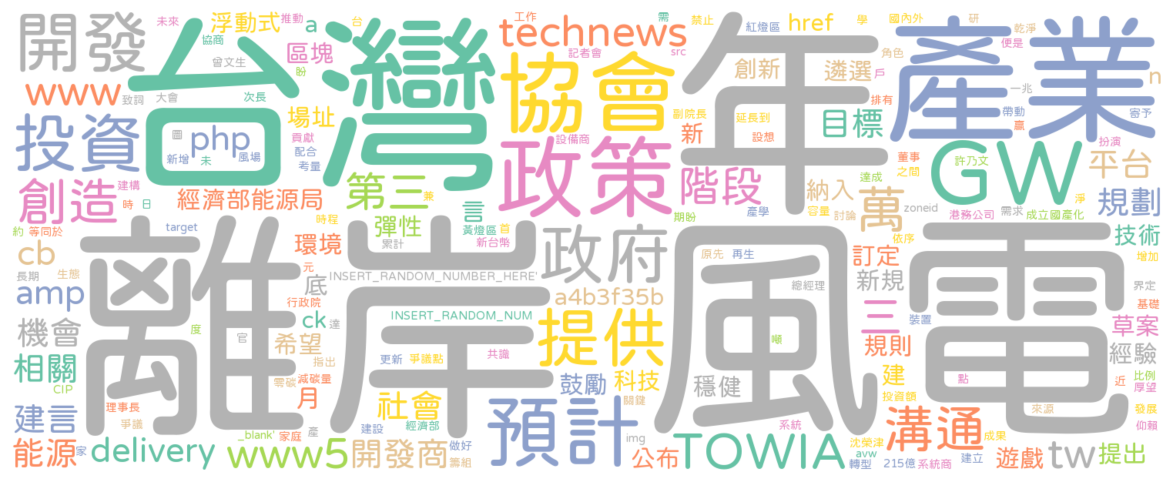 開發
未來
協商
曾文生
致詞
大會
次長
台灣
浮動式
推動
盼
台
a
區塊
technews
工作
記者會
需
src
禁止
紅燈區
href
學
國內外
研
乾淨
角色
便是
協會
年
創新
遴選
戶
產業
一兆
n
www
投資
圖
php
新增
未
風場
場址
貢獻
配合
考量
設備商
副院長
新
延長到
設想
目標
排有
帶動
贏
寄予
政策
董事
之間
許乃文
達成
淨
GW
扮演
平台
創造
建構
時
日
經濟部能源局
第三
兼
彈性
言
黃燈區
首
新台幣
階段
期盼
產學
納入
容量
討論
萬
zoneid
港務公司
需求
成立國產化
依序
規劃
約
等同於
時程
target
cb
長期
生態
離岸風電
環境
元
累計
INSERT_RANDOM_NUMBER_HERE'
底
政府
原先
再生
總經理
訂定
新規
界定
技術
增加
amp
行政院
ck
達
a4b3f35b
INSERT_RANDOM_NUM
三
裝置
基礎
草案
機會
度
官
希望
指出
更新
爭議點
共識
提供
噸
規則
經驗
相關
CIP
零碳
減碳量
鼓勵
科技
關鍵
穩健
建
點
近
比例
厚望
建言
理事長
爭議
月
社會
經濟部
建設
預計
投資額
溝通
來源
發展
仰賴
能源
家
delivery
_blank'
家庭
產
www5
開發商
做好
籌組
img
公布
TOWIA
系統
沈榮津
avw
轉型
215億
系統商
成果
建立
遊戲
tw
提出